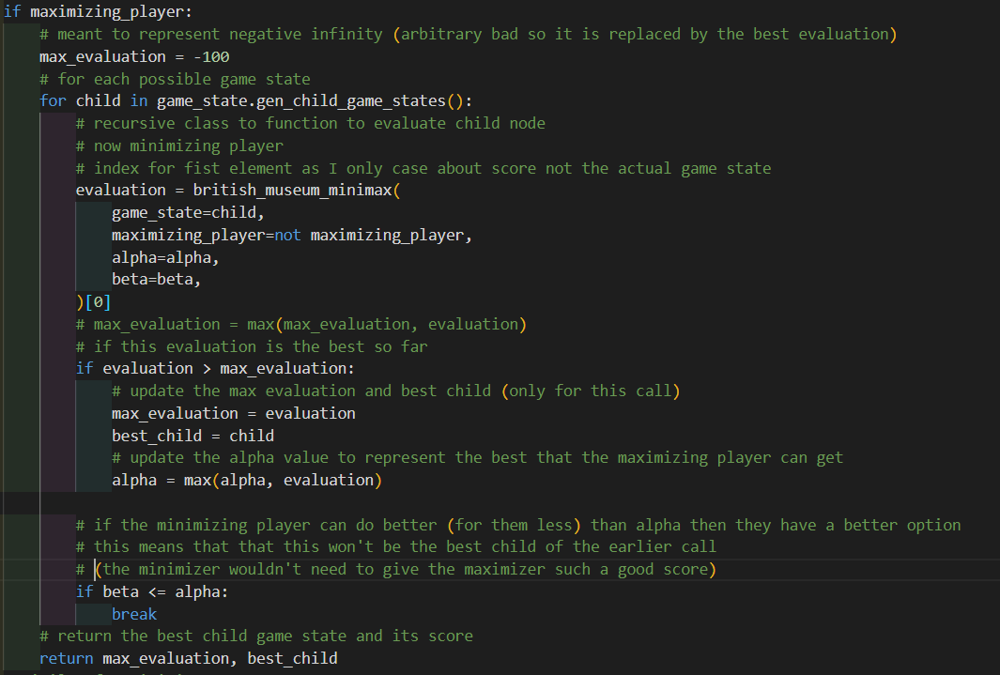 if maximizing_player:
# meant to represent negative infinity (arbitrary bad so it is replaced by the best evaluation)
max_evaluation = -100
# for each possible game state
for child in game_state.gen_child_game_states():
# recursive class to function to evaluate child node
# now minimizing player
# index for fist element as I only case about score not the actual game state
evaluation = british_museum_minimax(
game_state=child,
maximizing_player=not maximizing_player,
alpha=alpha,
beta=beta,
)[0]
# max_evaluation = max(max_evaluation, evaluation)
# if this evaluation is the best so far
if evaluation > max_evaluation:
# update the max evaluation and best child (only for this call)
max_evaluation = evaluation
best_child = child
# update the alpha value to represent the best that the maximizing player can get
alpha = max(alpha, evaluation)
# if the minimizing player can do better (for them less) than alpha then they have a better option
# this means that that this won't be the best child of the earlier call
# (the minimizer wouldn't need to give the maximizer such a good score)
if beta <= alpha:
break
# return the best child game state and its score
return max_evaluation, best_child